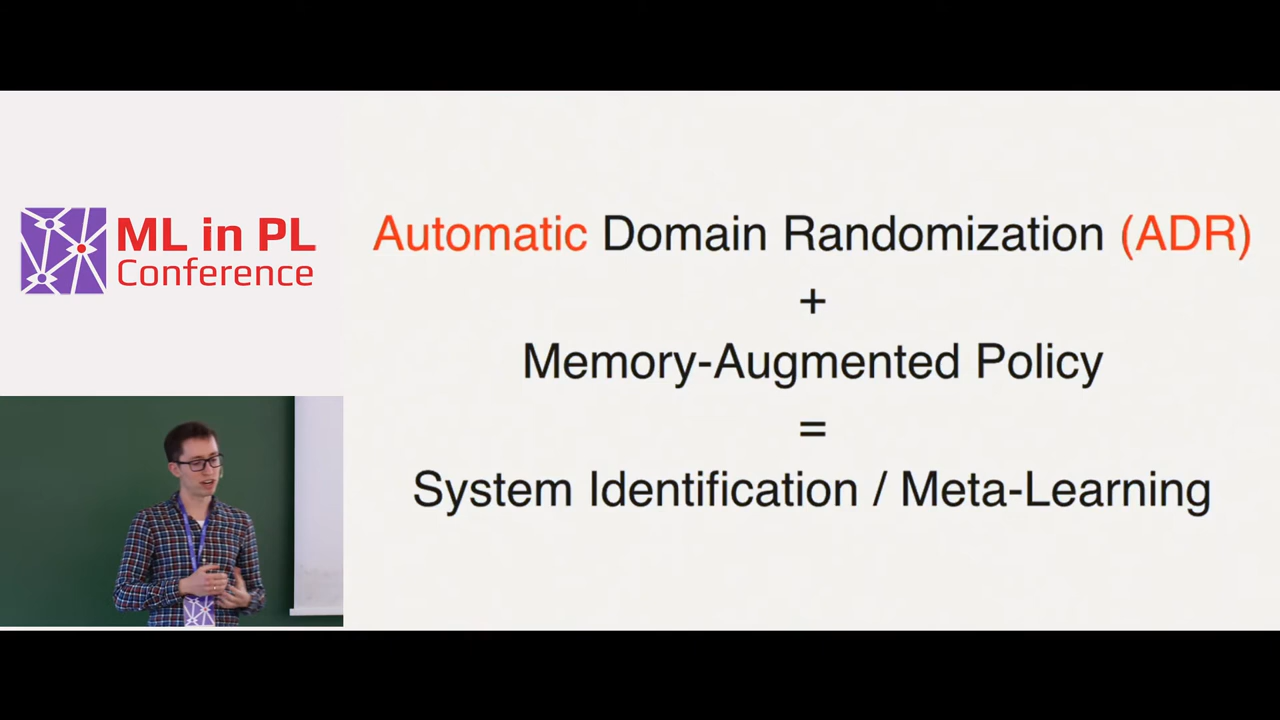 ML in PL
Conference
Automatic Domain Randomization (ADR)
+
Memory-Augmented Policy
=
System Identification / Meta-Learning